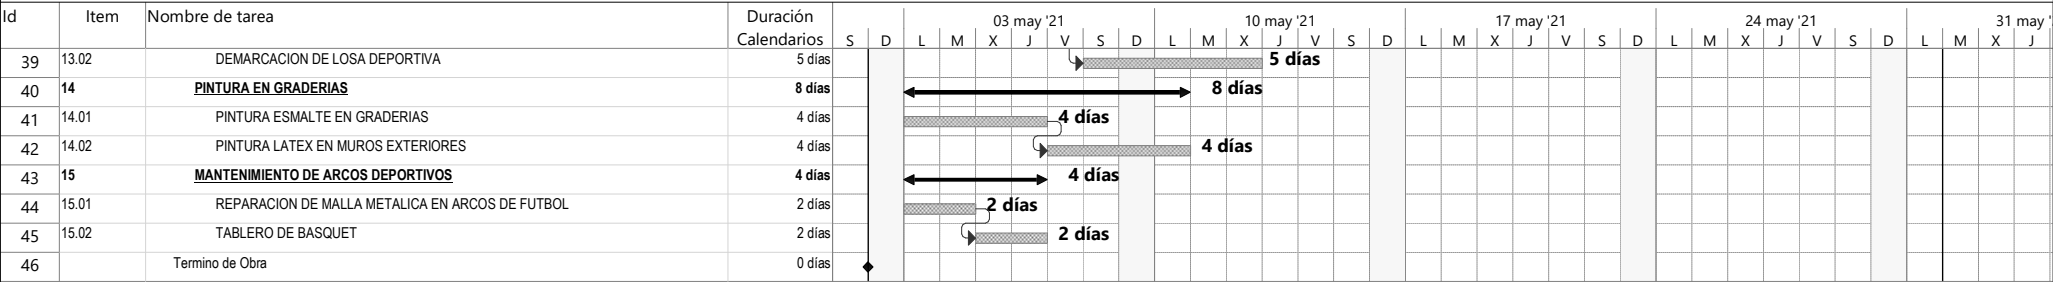 Id Item Nombre de tarea Duración Calendarios
03 may '21 10 may '21 17 may '21 24 may '21 31 may '
S D L M X J V S D L M X J V S D L M X J V S D L M X J V S D L M X J
39 13.02 DEMARCACION DE LOSA DEPORTIVA 5 días 5 días
40 14 PINTURA EN GRADERIAS 8 días 8 días
41 14.01 PINTURA ESMALTE EN GRADERIAS 4 días 4 días
42 14.02 PINTURA LATEX EN MUROS EXTERIORES 4 días 4 días
43 15 MANTENIMIENTO DE ARCOS DEPORTIVOS 4 días 4 días
44 15.01 REPARACION DE MALLA METALICA EN ARCOS DE FUTBOL 2 días 2 días
45 15.02 TABLERO DE BASQUET 2 días 2 días
46 Termino de Obra 0 días